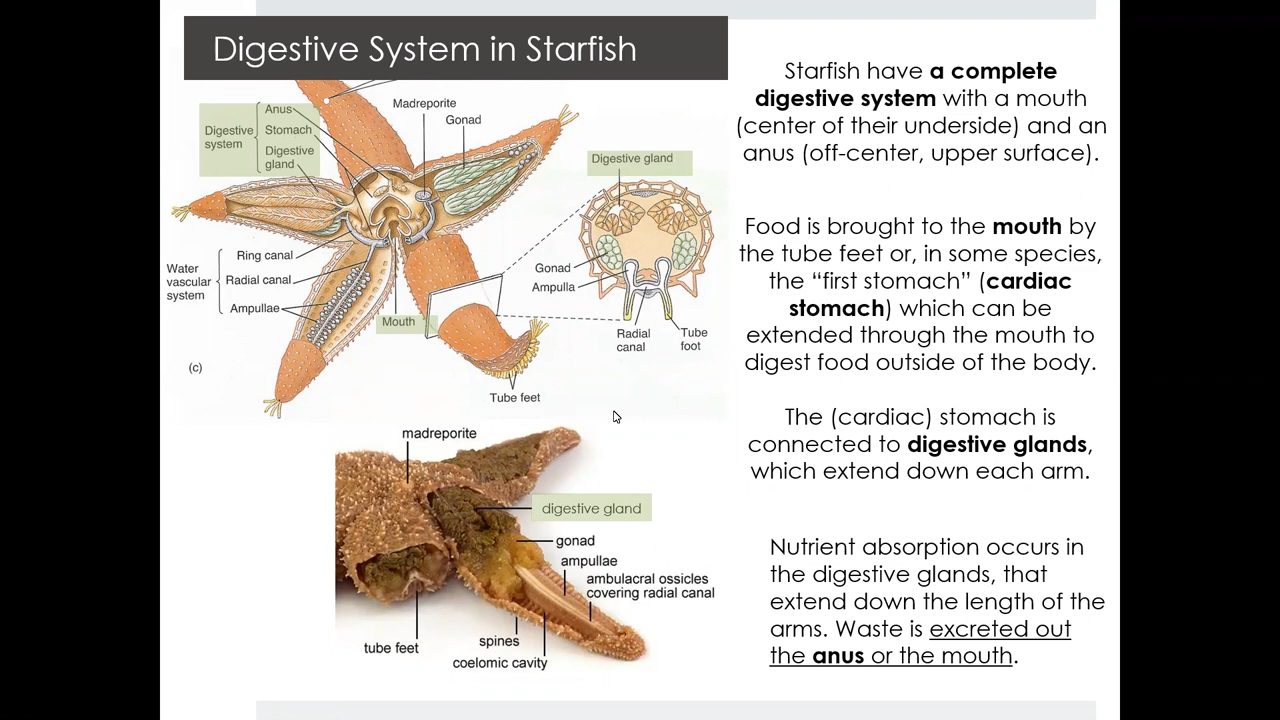 Digestive System in Starfish
Anus
Stomach
Digestive
gland
Digestive
system
Madreporite
Gonad
Digestive gland
Gonad
Ampulla
Radial
canal
Tube
foot
Water
vascular
system
Ring canal
Radial canal
Ampullae
Mouth
(c)
Tube feet
madreporite
digestive gland
gonad
ampullae
ambulacral ossicles
covering radial canal
tube feet
spines
coelomic cavity
Starfish have a complete
digestive system with a mouth
(center of their underside) and an
anus (off-center, upper surface).
Food is brought to the mouth by
the tube feet or, in some species,
the “first stomach” (cardiac
stomach) which can be
extended through the mouth to
digest food outside of the body.
The (cardiac) stomach is
connected to digestive glands,
which extend down each arm.
Nutrient absorption occurs in
the digestive glands, that
extend down the length of the
arms. Waste is excreted out
the anus or the mouth.